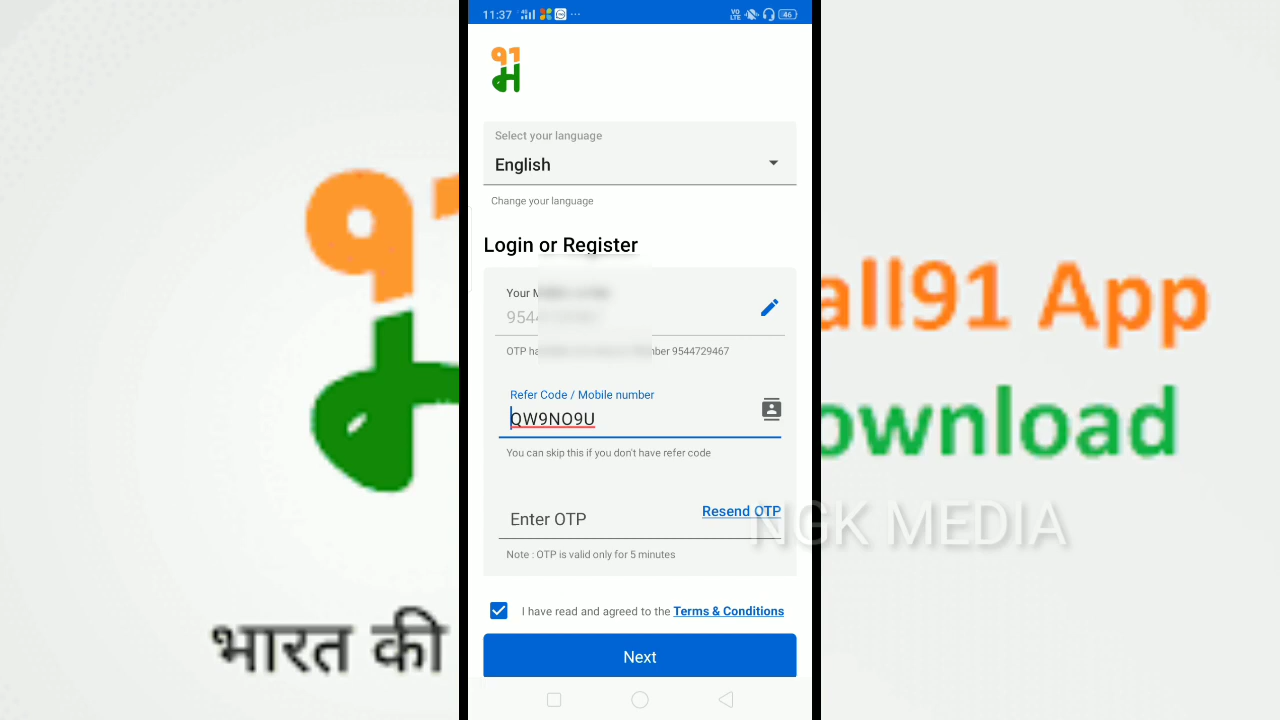 11:37
46
९१
भ
Select your language
English
Change your language
Login or Register
Your
9544
OTP ha
mber 9544729467
Refer Code / Mobile number
QW9NO9U
You can skip this if you don't have refer code
Enter OTP
Resend OTP
Note : OTP is valid only for 5 minutes
I have read and agreed to the Terms & Conditions
Next
all91 App
ownload
NGK MEDIA
भारत की